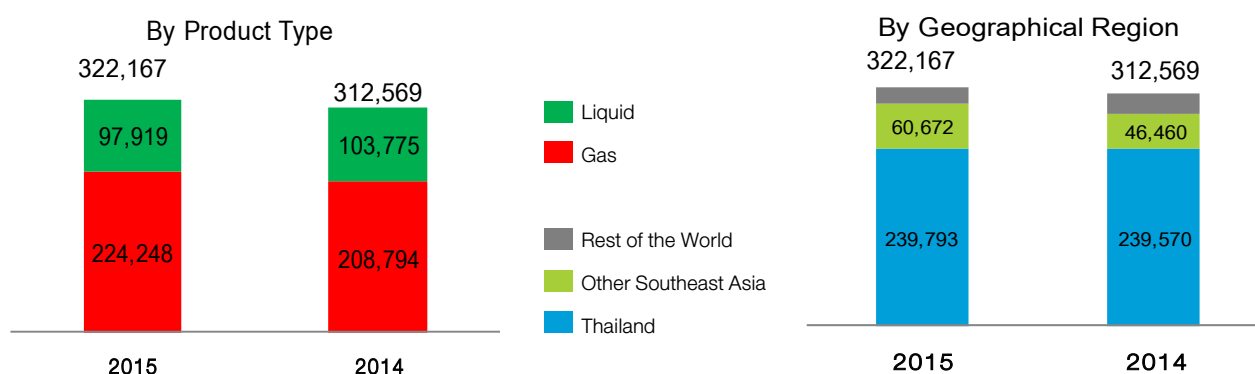 By Product Type
322,167
312,569
97,919
103,775
224,248
208,794
2015
2014
Liquid
Gas
Rest of the World
Other Southeast Asia
Thailand
By Geographical Region
322,167
312,569
60,672
46,460
239,793
239,570
2015
2014